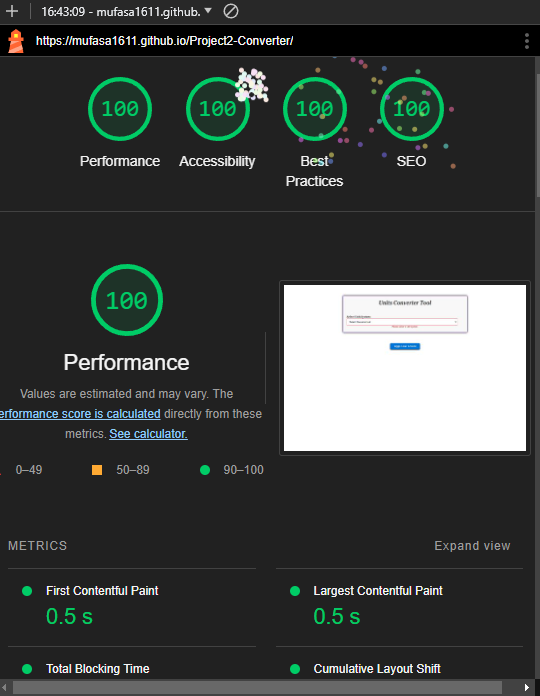 16:43:09 - mufasa1611.github.
https://mufasa1611.github.io/Project2-Converter/
100 100 100 100
Performance Accessibility Best Practices SEO
100
Performance
Values are estimated and may vary. The
erformance score is calculated directly from these
metrics. See calculator.
0–49 50–89 90–100
Units Converter Tool
METRICS Expand view
First Contentful Paint
0.5 s
Largest Contentful Paint
0.5 s
Total Blocking Time
Cumulative Layout Shift